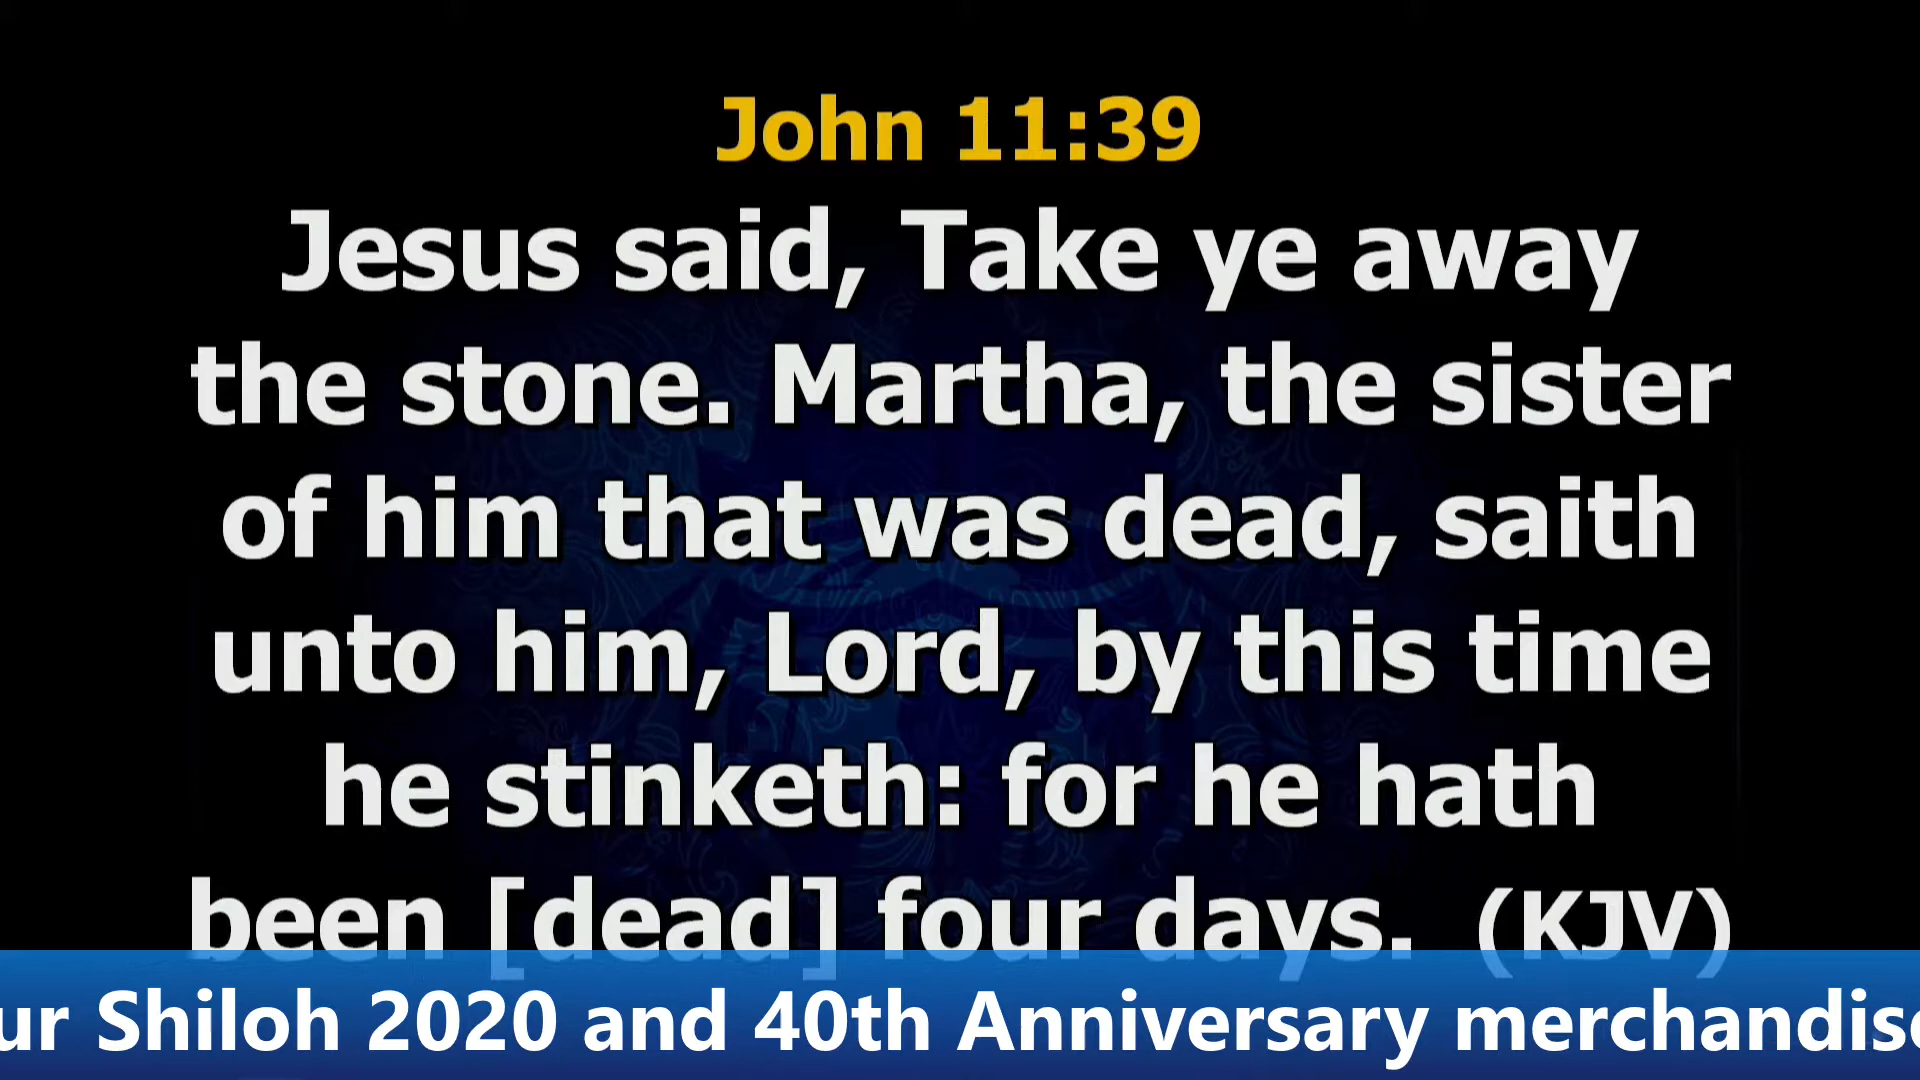 John 11:39
Jesus said, Take ye away
the stone. Martha, the sister
of him that was dead, saith
unto him, Lord, by this time
he stinketh: for he hath
been [dead] four days. (KJV)
ur Shiloh 2020 and 40th Anniversary merchandise